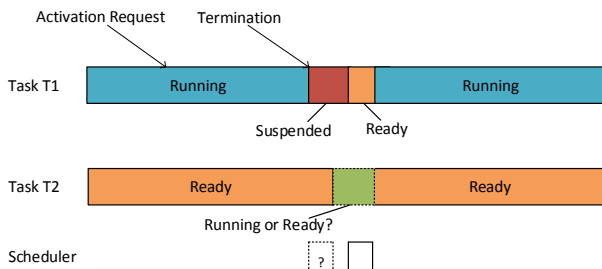 Activation Request
Termination
Task T1
Running
Running
Suspended
Ready
Task T2
Ready
Ready
Running or Ready?
Scheduler
?